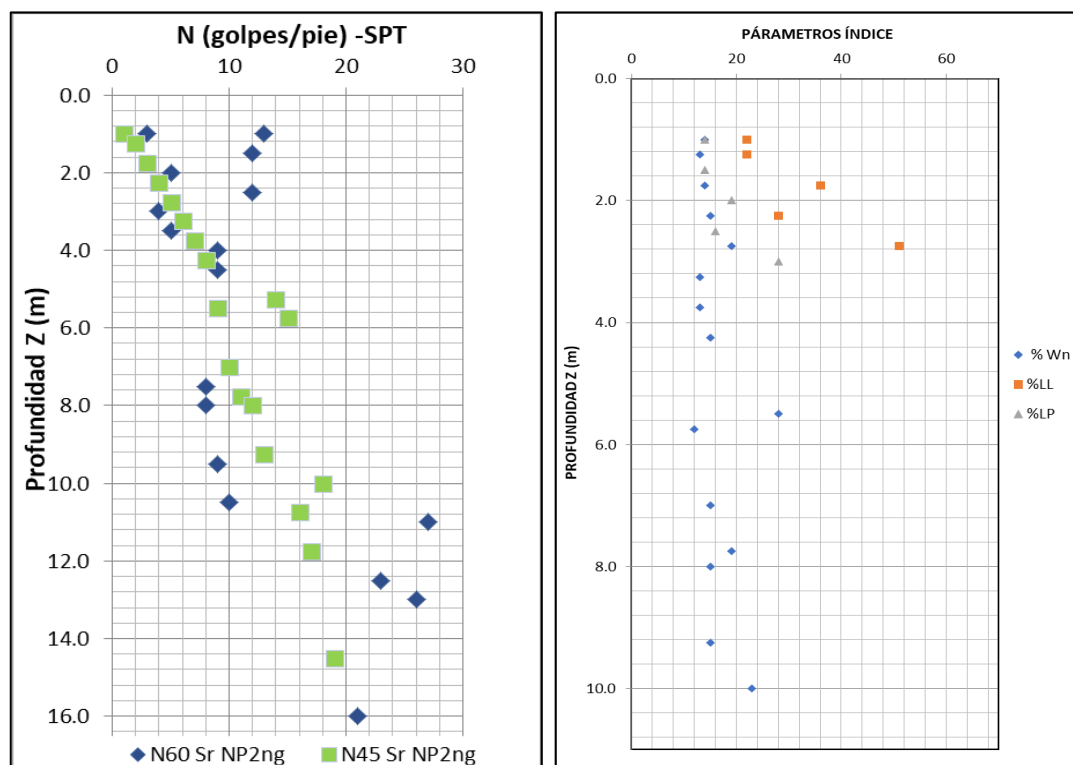 N (golpes/pie) -SPT
0 10 20 30
0.0
2.0
4.0
6.0
8.0
10.0
12.0
14.0
16.0
Profundidad Z (m)
N60 Sr NP2ng N45 Sr NP2ng
PÁRAMETROS ÍNDICE
0 20 40 60
0.0
2.0
4.0
6.0
8.0
10.0
PROFUNDIDAD Z (m)
% Wn
%LL
%LP